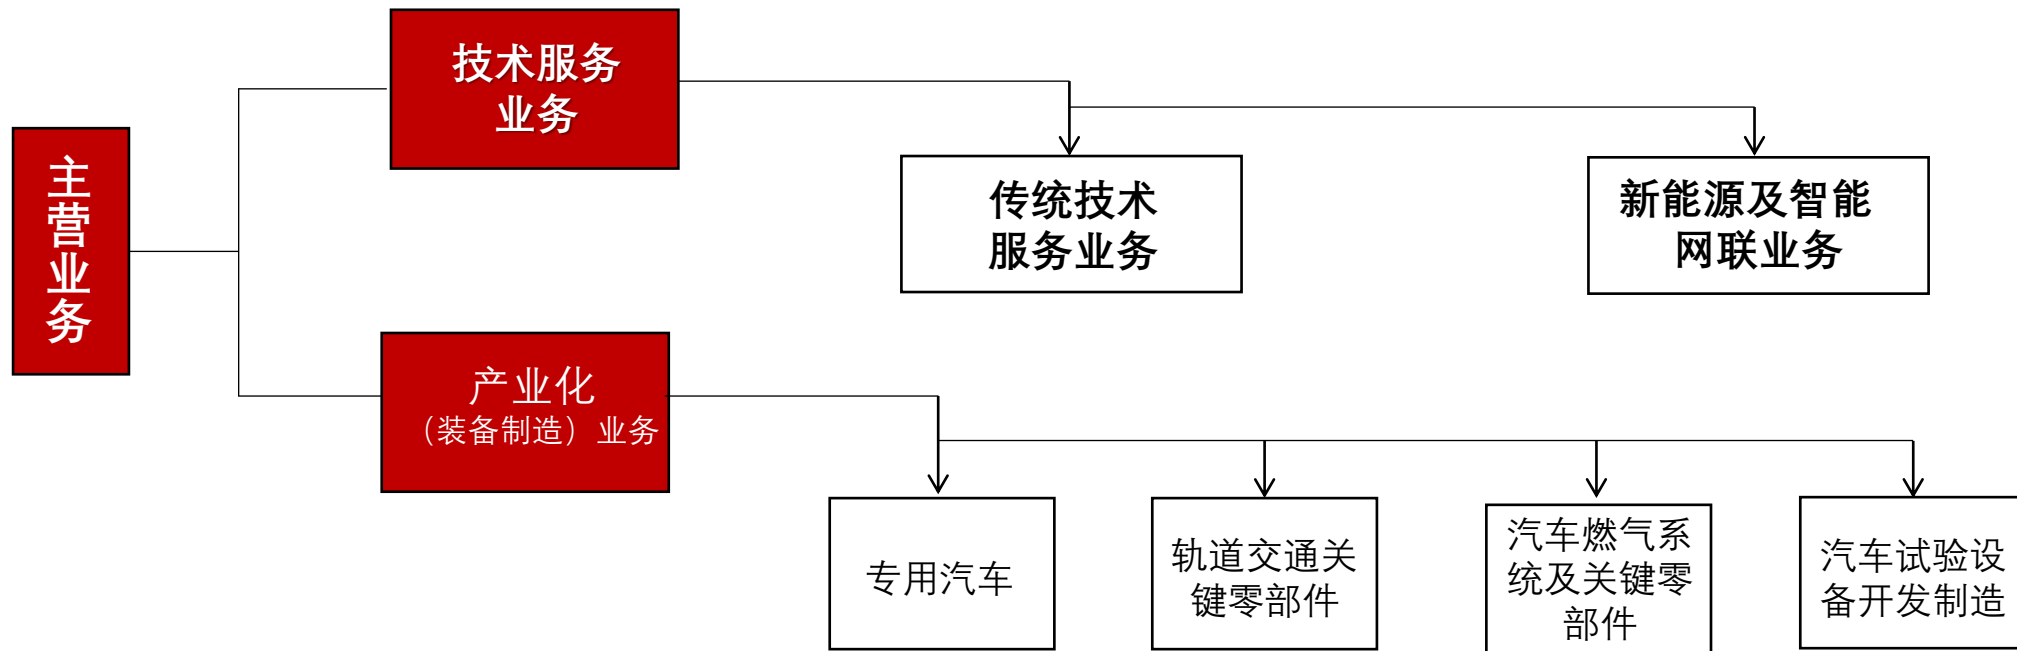 主
营
业
务
技术服务
业务
传统技术
服务业务
新能源及智能
网联业务
产业化
（装备制造）业务
专用汽车
轨道交通关
键零部件
汽车燃气系
统及关键零
部件
汽车试验设
备开发制造